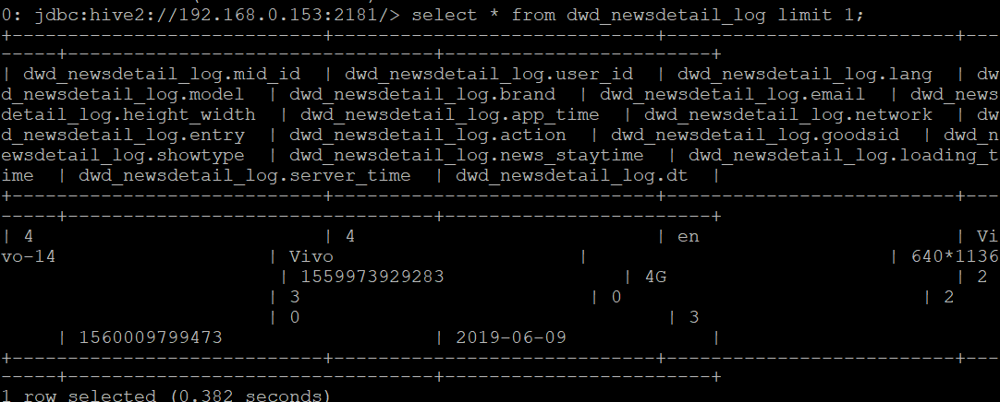 0: jdbc:hive2://192.168.0.153:2181/> select * from dwd_newsdetail_log limit 1;
+----------------------------+-----------------------------+--------------------------+---
-----+---------------------------------+------------------------+
| dwd_newsdetail_log.mid_id | dwd_newsdetail_log.user_id | dwd_newsdetail_log.lang | dw
d_newsdetail_log.model | dwd_newsdetail_log.brand | dwd_newsdetail_log.email | dwd_news
detail_log.height_width | dwd_newsdetail_log.app_time | dwd_newsdetail_log.network | dw
d_newsdetail_log.entry | dwd_newsdetail_log.action | dwd_newsdetail_log.goodsid | dwd_n
ewsdetail_log.showtype | dwd_newsdetail_log.news_staytime | dwd_newsdetail_log.loading_t
ime | dwd_newsdetail_log.server_time | dwd_newsdetail_log.dt |
+----------------------------+-----------------------------+--------------------------+---
-----+---------------------------------+------------------------+
| 4 | 4 | en | Vi
vo-14 | Vivo | | 640*1136
| 1559973929283 | 4G | 2
| 3 | 0 | 2
| 0 | 3
| 1560009799473 | 2019-06-09 |
+----------------------------+-----------------------------+--------------------------+---
-----+---------------------------------+------------------------+
1 row selected (0.382 seconds)